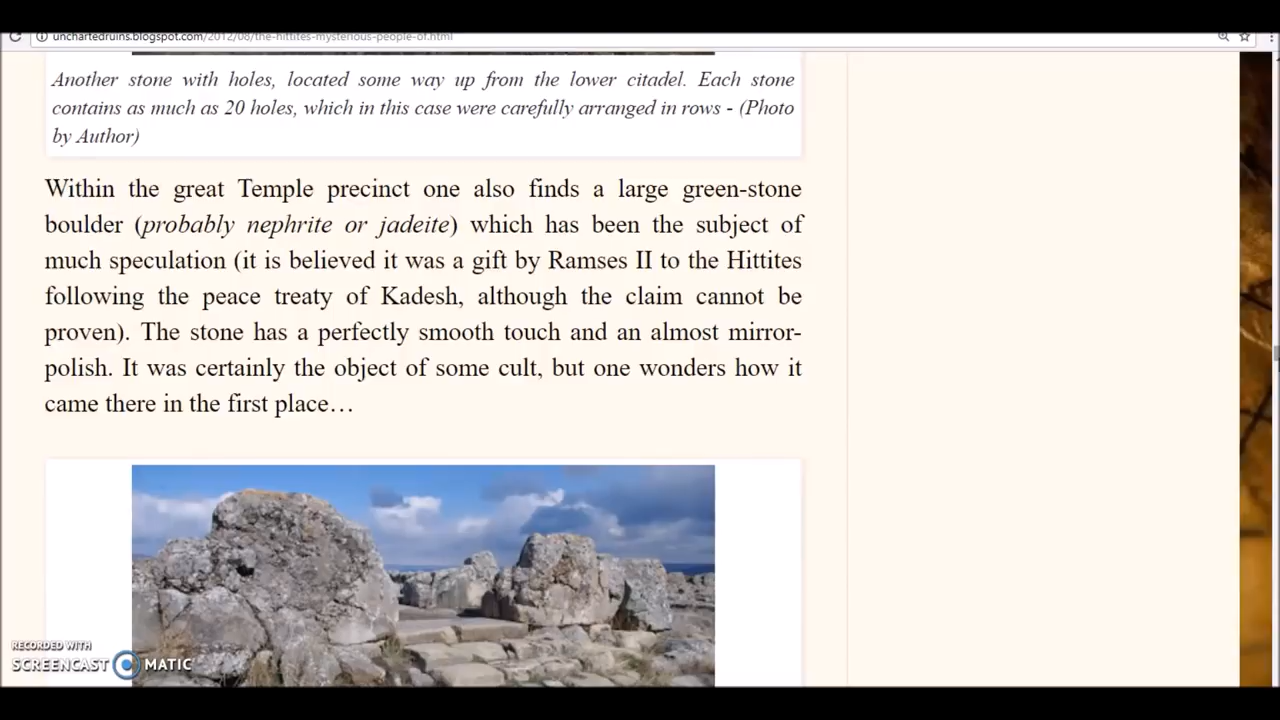 unchartedruins.blogspot.com/2012/08/the-hittites-mysterious-people-of.html
Another stone with holes, located some way up from the lower citadel. Each stone
contains as much as 20 holes, which in this case were carefully arranged in rows - (Photo
by Author)
Within the great Temple precinct one also finds a large green-stone
boulder (probably nephrite or jadeite) which has been the subject of
much speculation (it is believed it was a gift by Ramses II to the Hittites
following the peace treaty of Kadesh, although the claim cannot be
proven). The stone has a perfectly smooth touch and an almost mirror-
polish. It was certainly the object of some cult, but one wonders how it
came there in the first place…
RECORDED WITH
SCREENCAST MATIC